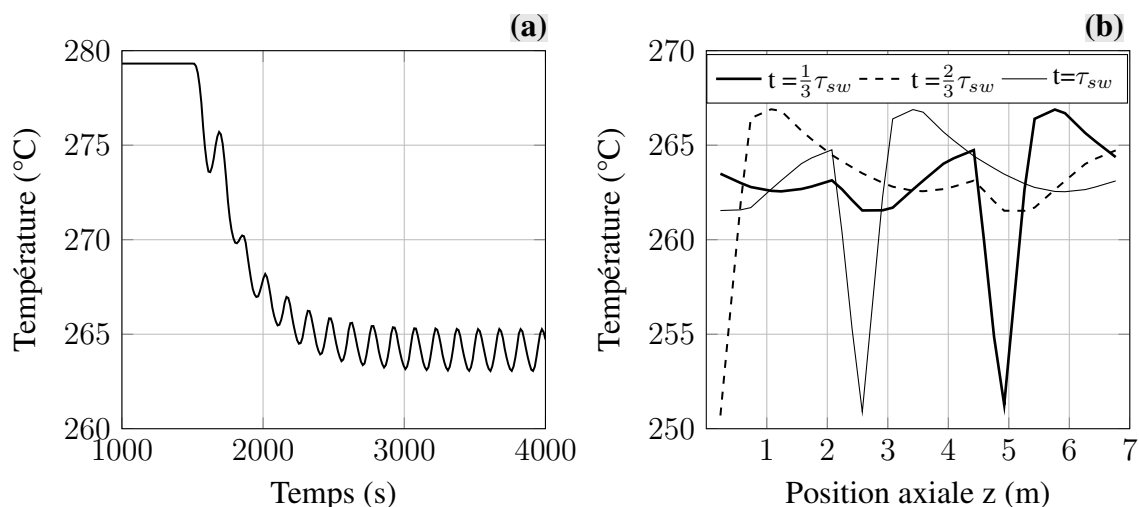 (a)
280
275
270
265
260
1000
2000
3000
4000
Température (°C)
Temps (s)
(b)
t =1/3 τsw
t =2/3 τsw
t=τsw
270
265
260
255
250
1
2
3
4
5
6
7
Température (°C)
Position axiale z (m)